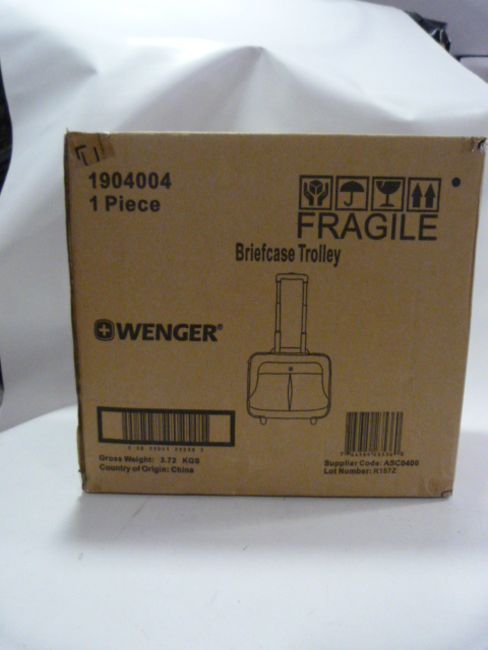 1904004
1 Piece
FRAGILE
Briefcase Trolley
WENGER®
Gross Weight: 3.72 KGS
Country of Origin: China
Supplier Code: ASC0400
Lot Number: R157Z